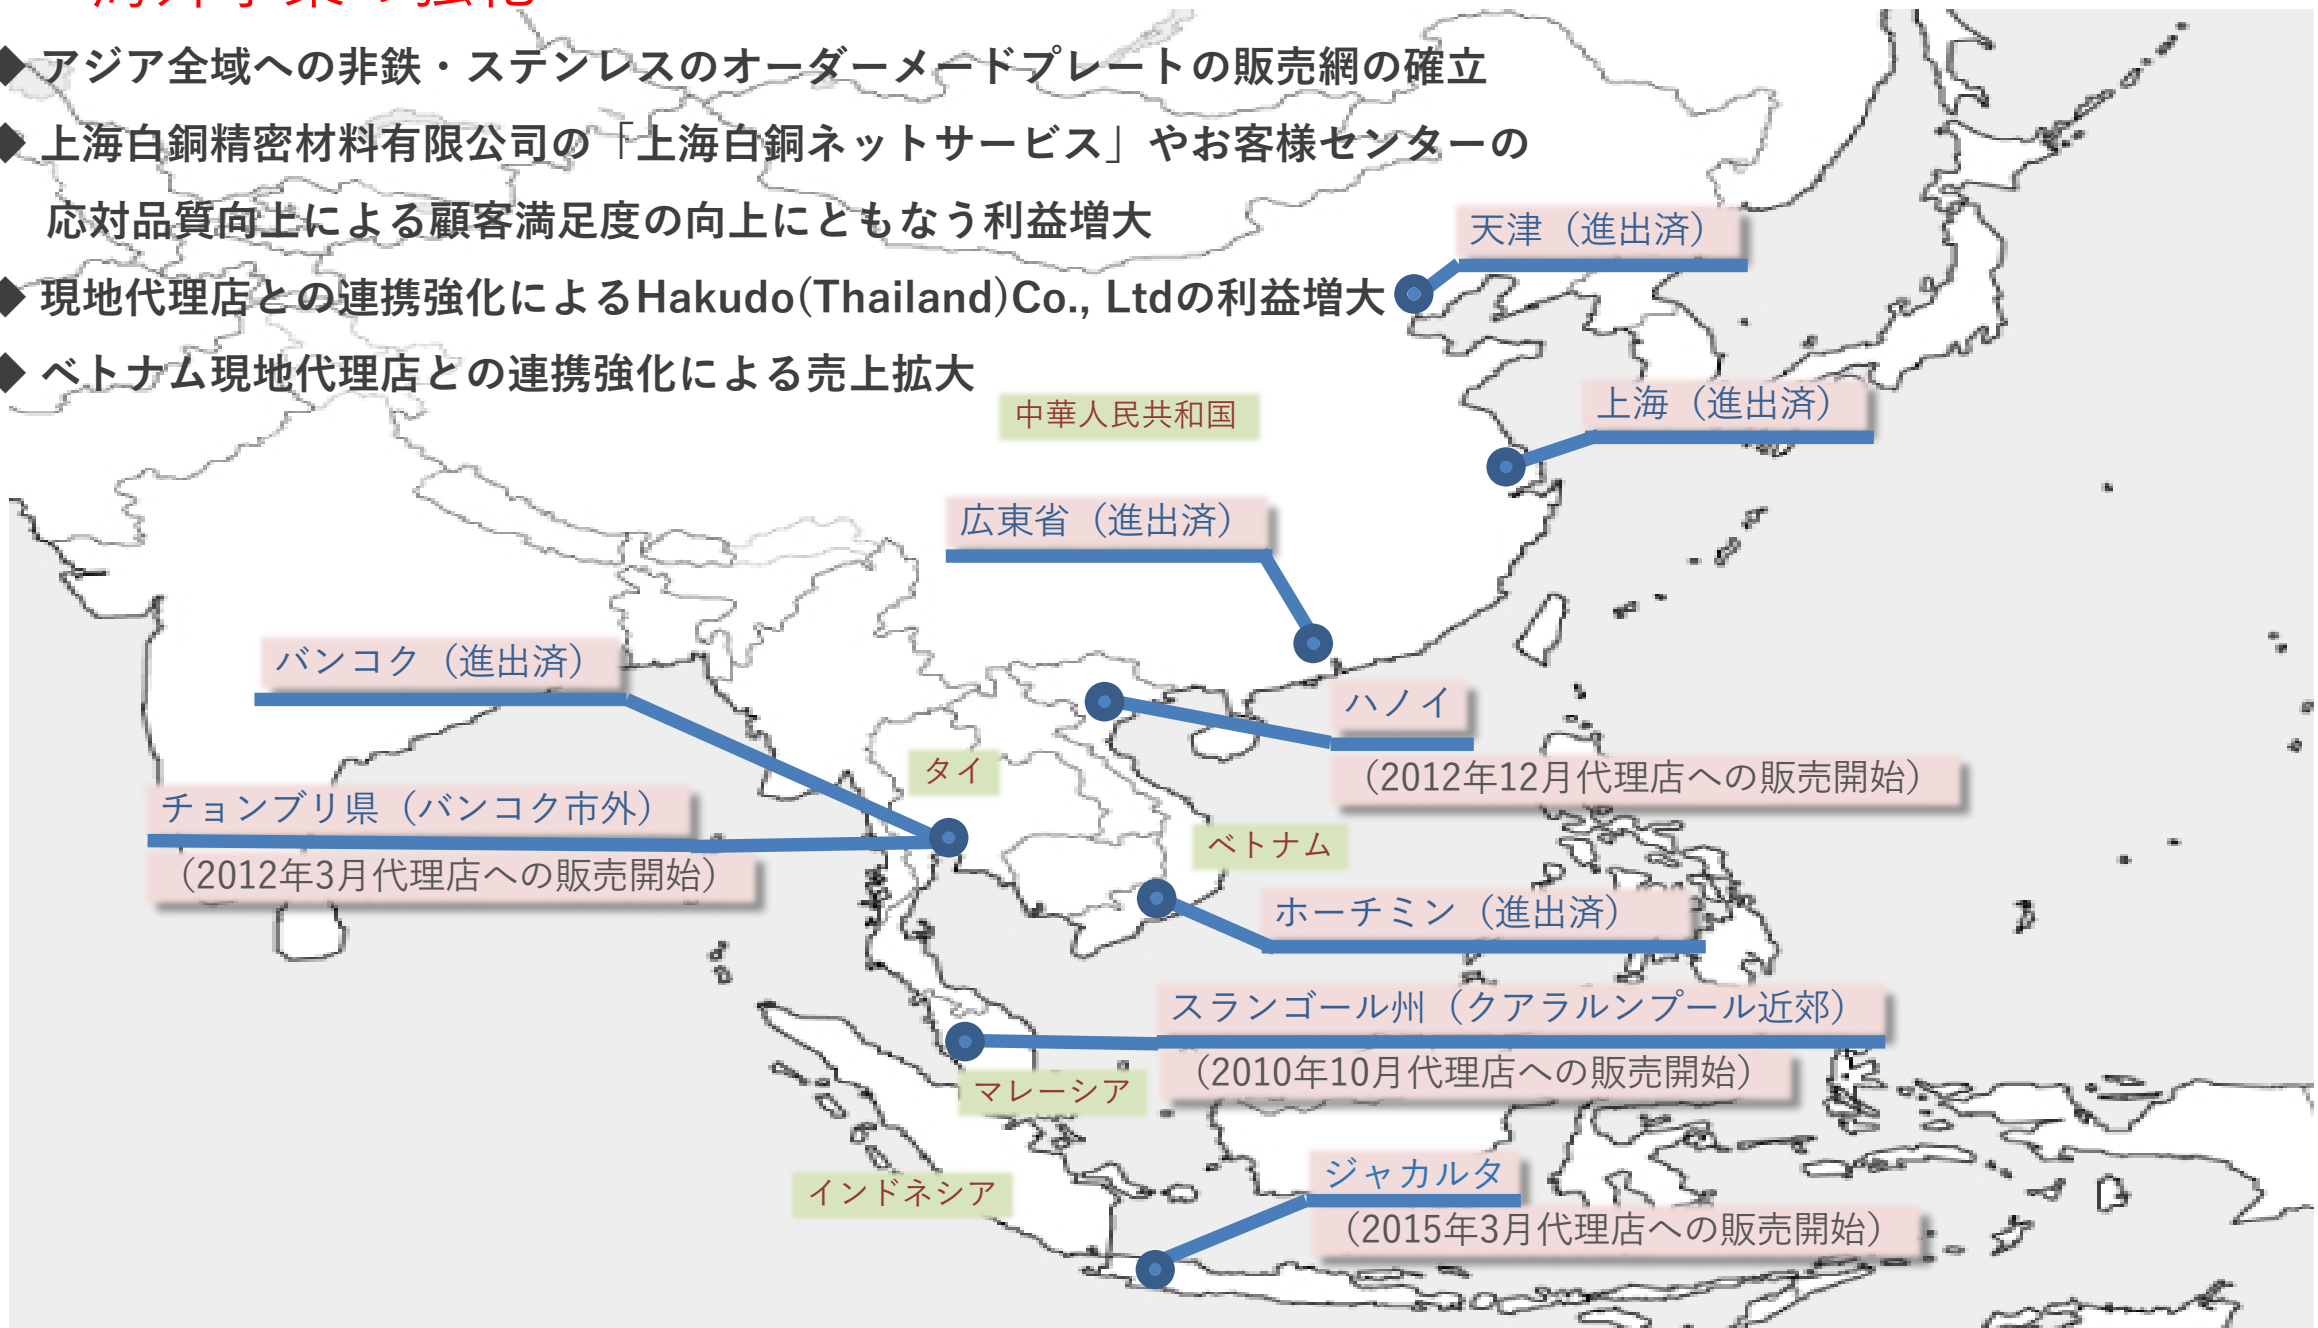 海外事業の強化
◆ アジア全域への非鉄・ステンレスのオーダーメードプレートの販売網の確立
◆ 上海白銅精密材料有限公司の「上海白銅ネットサービス」やお客様センターの
応対品質向上による顧客満足度の向上にともなう利益増大
◆ 現地代理店との連携強化によるHakudo(Thailand)Co., Ltdの利益増大
◆ ベトナム現地代理店との連携強化による売上拡大
天津（進出済）
上海（進出済）
中華人民共和国
広東省（進出済）
バンコク（進出済）
ハノイ
（2012年12月代理店への販売開始）
タイ
チョンブリ県（バンコク市外）
（2012年3月代理店への販売開始）
ベトナム
ホーチミン（進出済）
スランゴール州（クアラルンプール近郊）
（2010年10月代理店への販売開始）
マレーシア
インドネシア
ジャカルタ
（2015年3月代理店への販売開始）